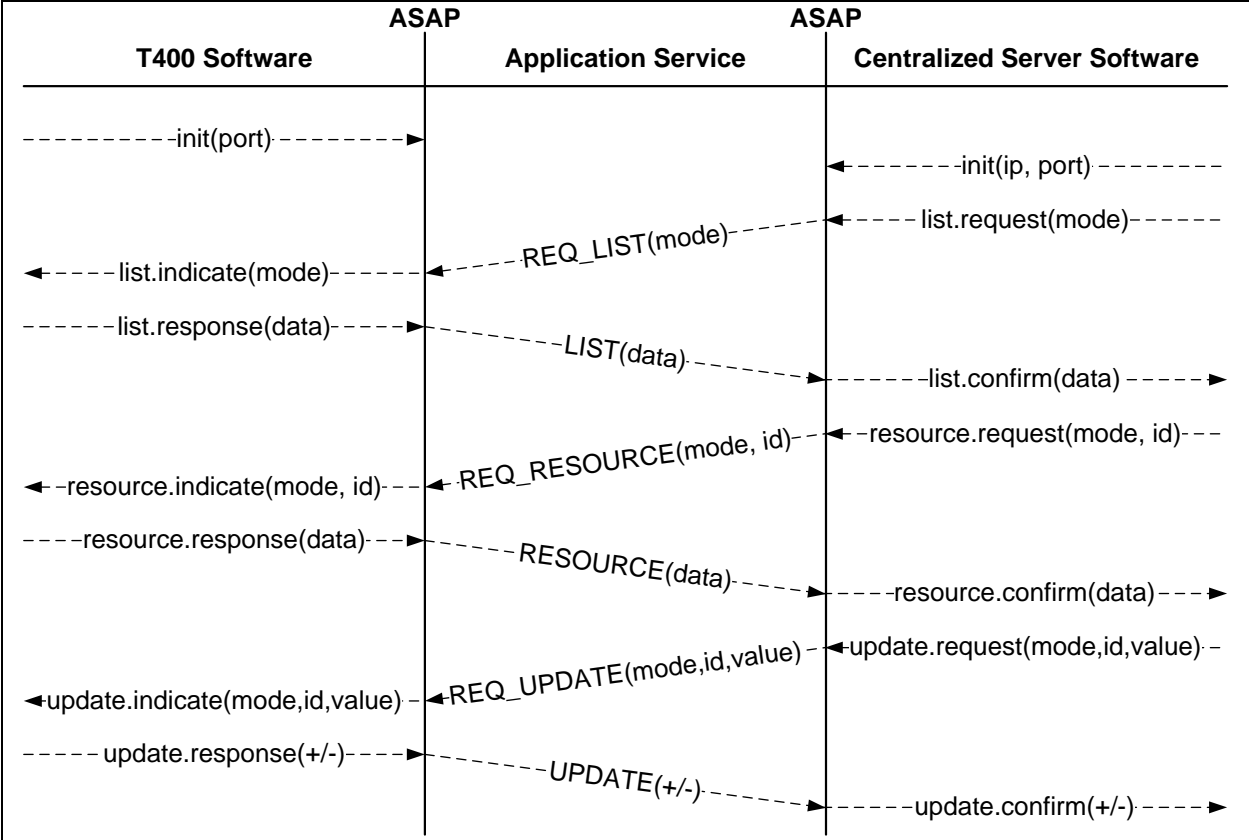 ASAP ASAP
T400 Software Application Service Centralized Server Software
init(port)
init(ip, port)
list.request(mode)
REQ_LIST(mode)
list.indicate(mode)
list.response(data)
LIST(data)
list.confirm(data)
resource.request(mode, id)
REQ_RESOURCE(mode, id)
resource.indicate(mode, id)
resource.response(data)
RESOURCE(data)
resource.confirm(data)
update.request(mode,id,value)
REQ_UPDATE(mode,id,value)
update.indicate(mode,id,value)
update.response(+/-)
UPDATE(+/-)
update.confirm(+/-)